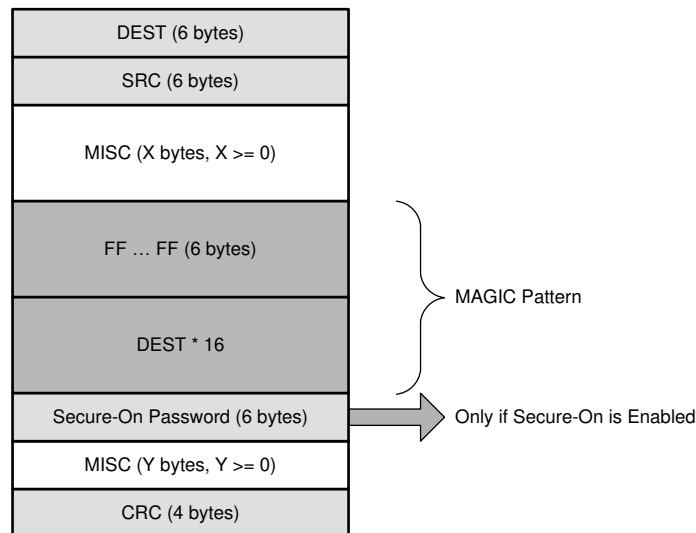 DEST (6 bytes)
SRC (6 bytes)
MISC (X bytes, X >= 0)
FF … FF (6 bytes)
MAGIC Pattern
DEST * 16
Secure-On Password (6 bytes)
Only if Secure-On is Enabled
MISC (Y bytes, Y >= 0)
CRC (4 bytes)